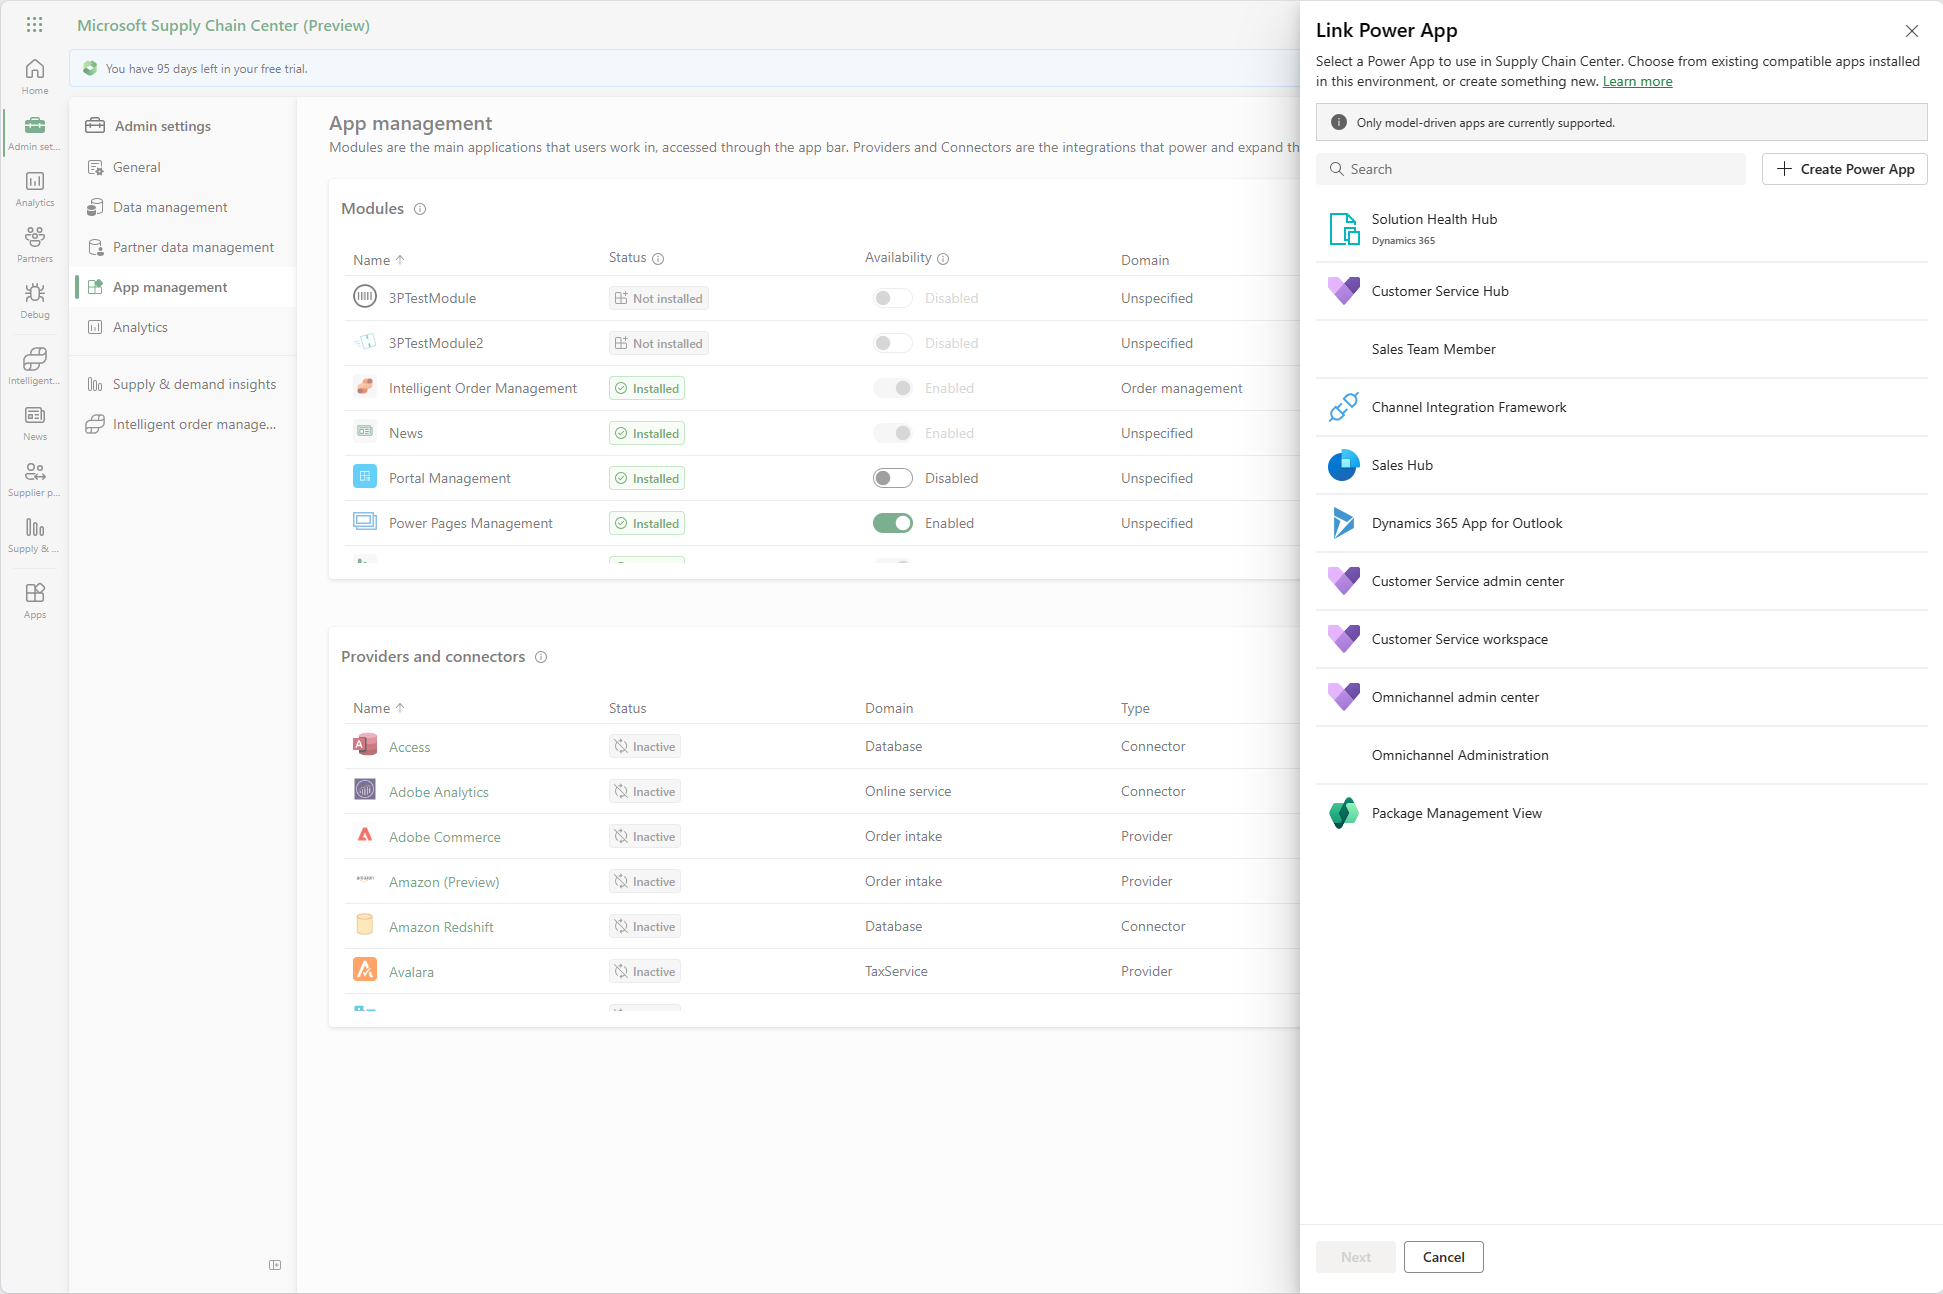 Microsoft Supply Chain Center (Preview)
You have 95 days left in your free trial.
Home
Admin set...
Analytics
Partners
Debug
Intelligent...
News
Supplier p...
Supply & ...
Apps
Admin settings
General
Data management
Partner data management
App management
Analytics
Supply & demand insights
Intelligent order manage...
App management
Modules are the main applications that users work in, accessed through the app bar. Providers and Connectors are the integrations that power and expand th
Modules
Name Status Availability Domain
3PTestModule Not installed Disabled Unspecified
3PTestModule2 Not installed Disabled Unspecified
Intelligent Order Management Installed Enabled Order management
News Installed Enabled Unspecified
Portal Management Installed Disabled Unspecified
Power Pages Management Installed Enabled Unspecified
Providers and connectors
Name Status Domain Type
Access Inactive Database Connector
Adobe Analytics Inactive Online service Connector
Adobe Commerce Inactive Order intake Provider
Amazon (Preview) Inactive Order intake Provider
Amazon Redshift Inactive Database Connector
Avalara Inactive TaxService Provider
Link Power App
Select a Power App to use in Supply Chain Center. Choose from existing compatible apps installed
in this environment, or create something new. Learn more
Only model-driven apps are currently supported.
Search
Create Power App
Solution Health Hub
Dynamics 365
Customer Service Hub
Sales Team Member
Channel Integration Framework
Sales Hub
Dynamics 365 App for Outlook
Customer Service admin center
Customer Service workspace
Omnichannel admin center
Omnichannel Administration
Package Management View
Next Cancel